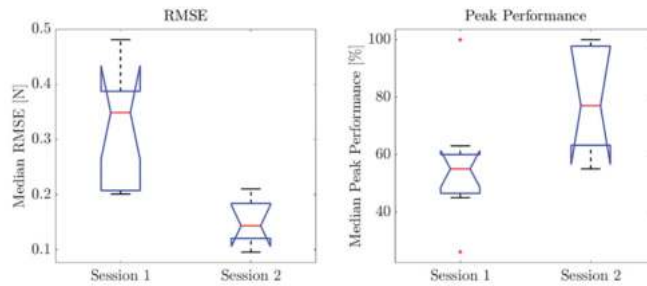 RMSE
Median RMSE [N]
0.5
0.4
0.3
0.2
0.1
Session 1 Session 2
Peak Performance
Median Peak Performance [%]
100
80
60
40
Session 1 Session 2